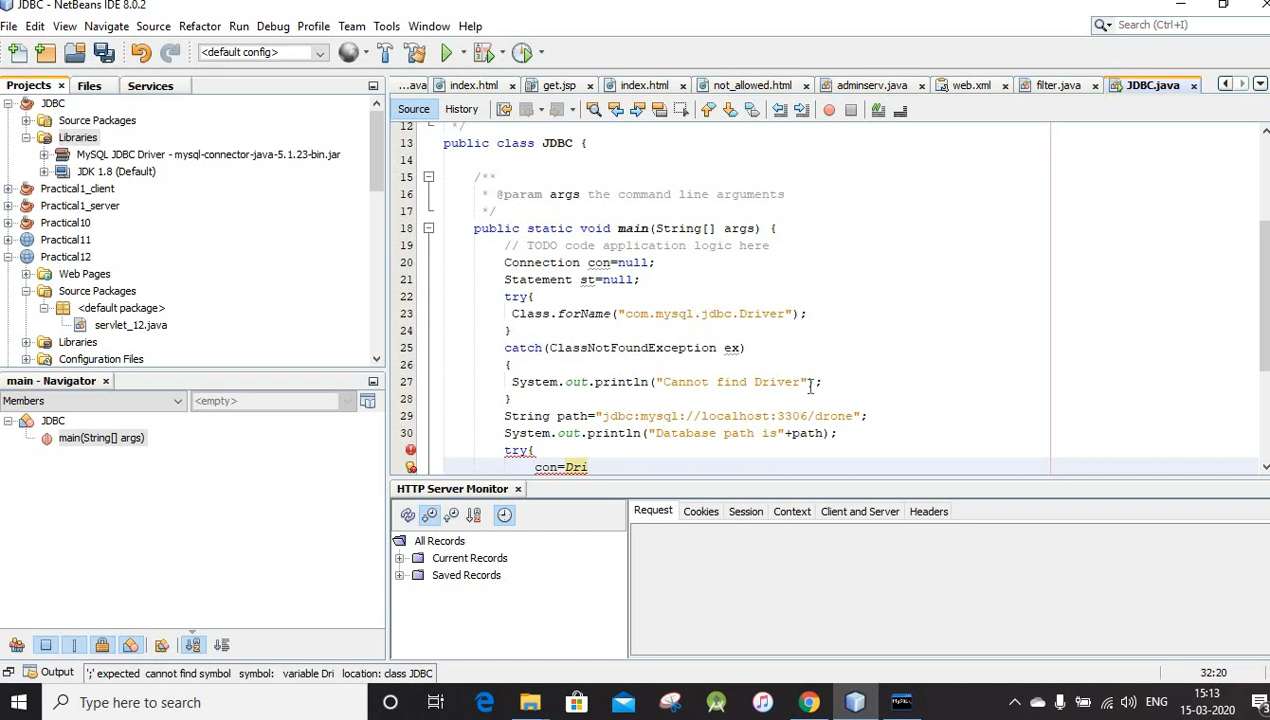 JDBC - NetBeans IDE 8.0.2
File Edit View Navigate Source Refactor Run Debug Profile Team Tools Window Help
Search (Ctrl+I)
<default config>
Projects Files Services
...ava index.html get.jsp index.html not_allowed.html adminserv.java web.xml filter.java JDBC.java
Source History
JDBC
Source Packages
Libraries
MySQL JDBC Driver - mysql-connector-java-5.1.23-bin.jar
JDK 1.8 (Default)
Practical1_client
Practical1_server
Practical10
Practical11
Practical12
Web Pages
Source Packages
<default package>
servlet_12.java
Libraries
Configuration Files
main - Navigator
Members <empty>
JDBC
main(String[] args)
12 */
13 public class JDBC {
14
15 /**
16 * @param args the command line arguments
17 */
18 public static void main(String[] args) {
19 // TODO code application logic here
20 Connection con=null;
21 Statement st=null;
22 try{
23 Class.forName("com.mysql.jdbc.Driver");
24 }
25 catch(ClassNotFoundException ex)
26 {
27 System.out.println("Cannot find Driver");
28 }
29 String path="jdbc:mysql://localhost:3306/drone";
30 System.out.println("Database path is"+path);
try{
con=Dri
HTTP Server Monitor
All Records
Current Records
Saved Records
Request Cookies Session Context Client and Server Headers
Output ';' expected cannot find symbol symbol: variable Dri location: class JDBC
32:20
Type here to search
ENG
15:13
15-03-2020
3